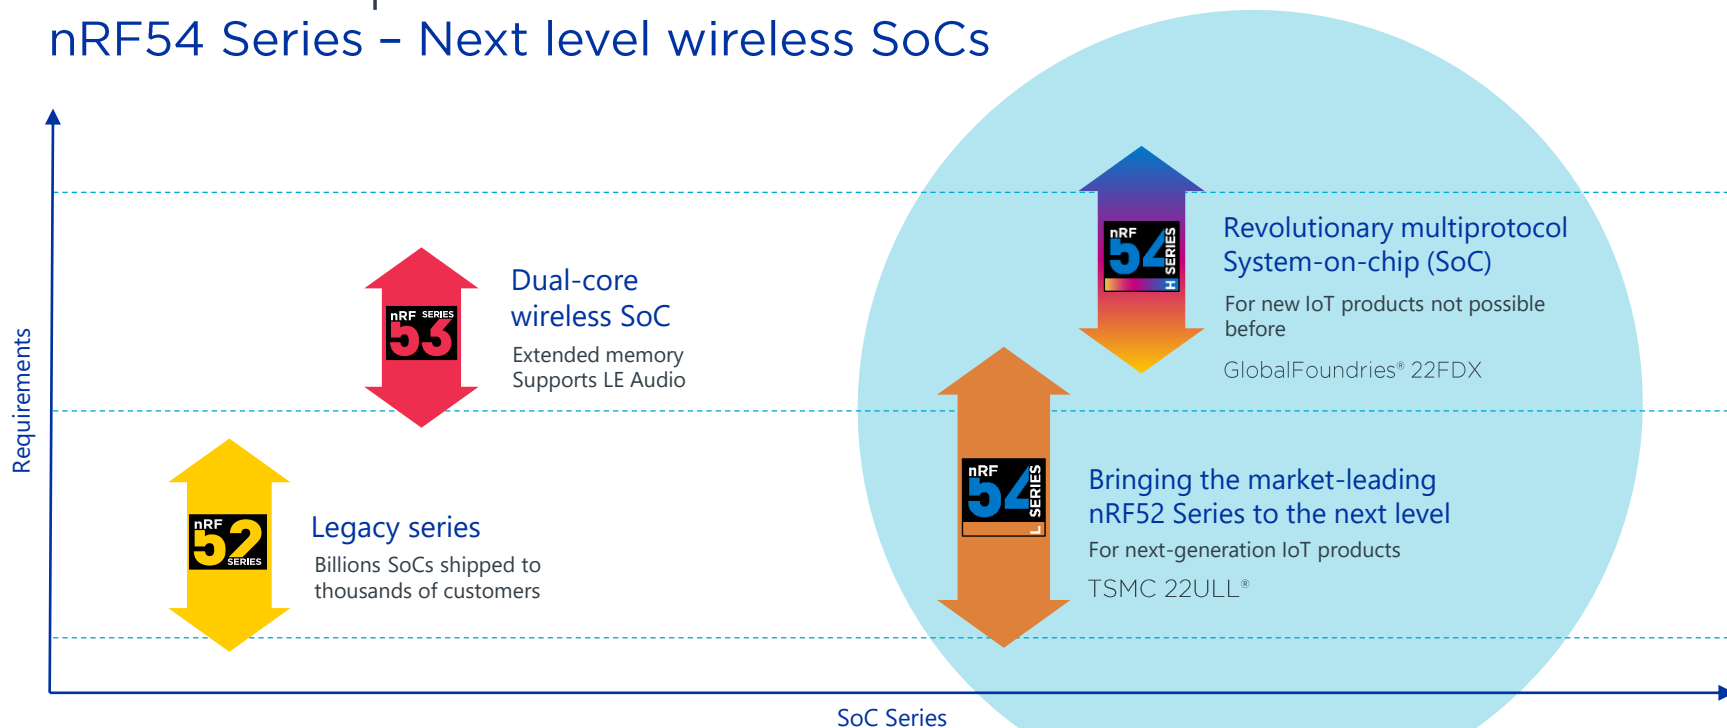 nRF54 Series – Next level wireless SoCs
Requirements
nRF
54
H SERIES
Revolutionary multiprotocol
System-on-chip (SoC)
For new IoT products not possible
before
GlobalFoundries® 22FDX
nRF SERIES
53
Dual-core
wireless SoC
Extended memory
Supports LE Audio
nRF
54
L SERIES
Bringing the market-leading
nRF52 Series to the next level
For next-generation IoT products
TSMC 22ULL®
nRF
52
SERIES
Legacy series
Billions SoCs shipped to
thousands of customers
SoC Series